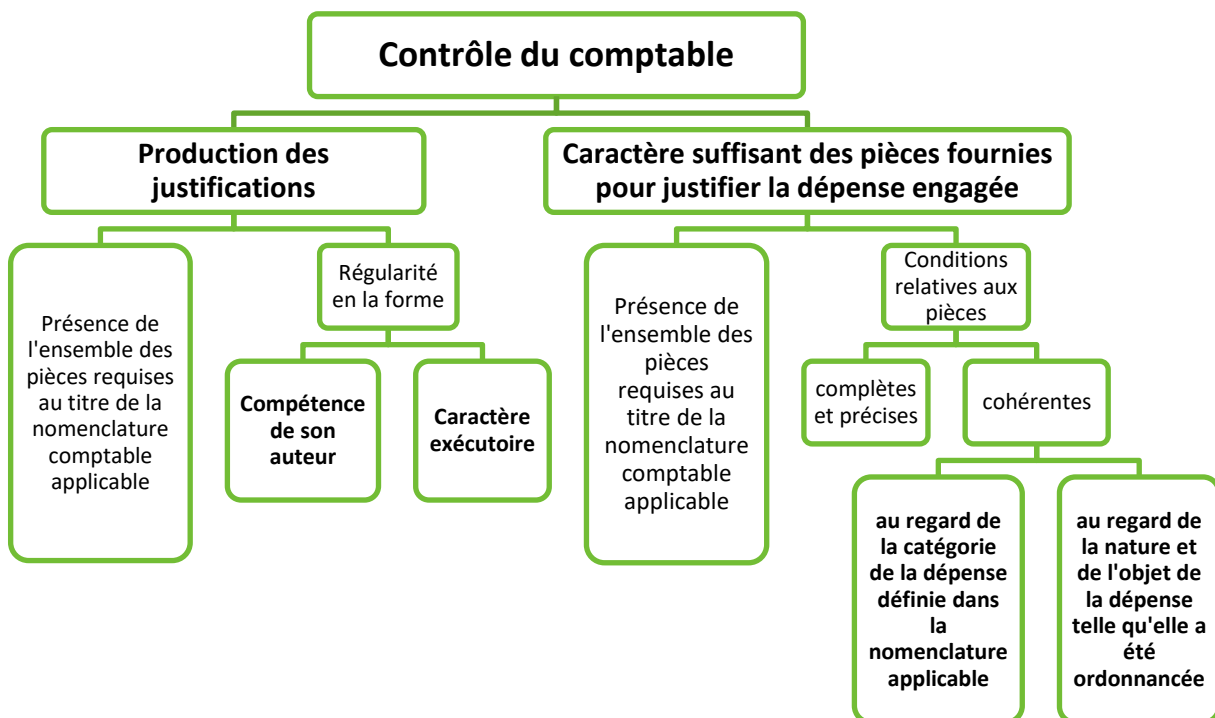 Contrôle du comptable
Production des
justifications
Caractère suffisant des pièces fournies
pour justifier la dépense engagée
Présence de
l'ensemble des
pièces requises
au titre de la
nomenclature
comptable
applicable
Régularité
en la forme
Compétence
de son
auteur
Caractère
exécutoire
Présence de
l'ensemble des
pièces
requises au
titre de la
nomenclature
comptable
applicable
Conditions
relatives aux
pièces
complètes
et précises
cohérentes
au regard de
la catégorie
de la dépense
définie dans
la
nomenclature
applicable
au regard de
la nature et
de l'objet de
la dépense
telle qu'elle a
été
ordonnancée